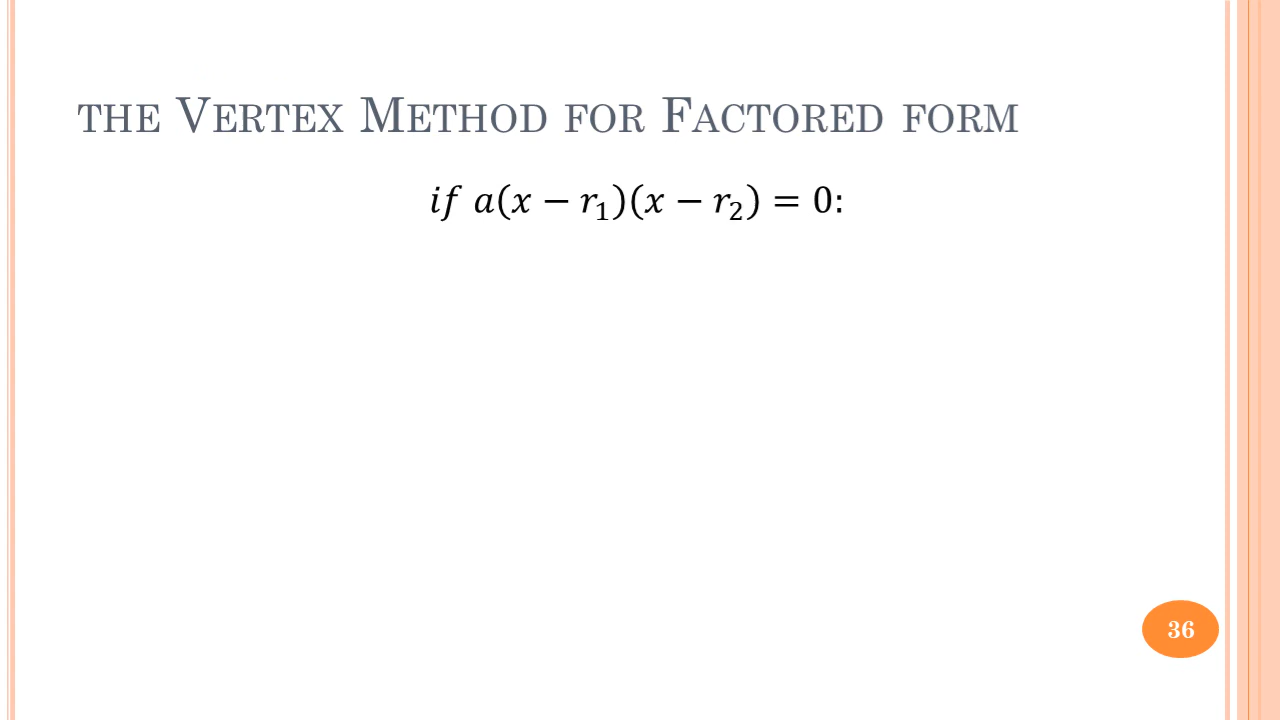 THE VERTEX METHOD FOR FACTORED FORM
if a(x − r₁)(x − r₂) = 0:
36